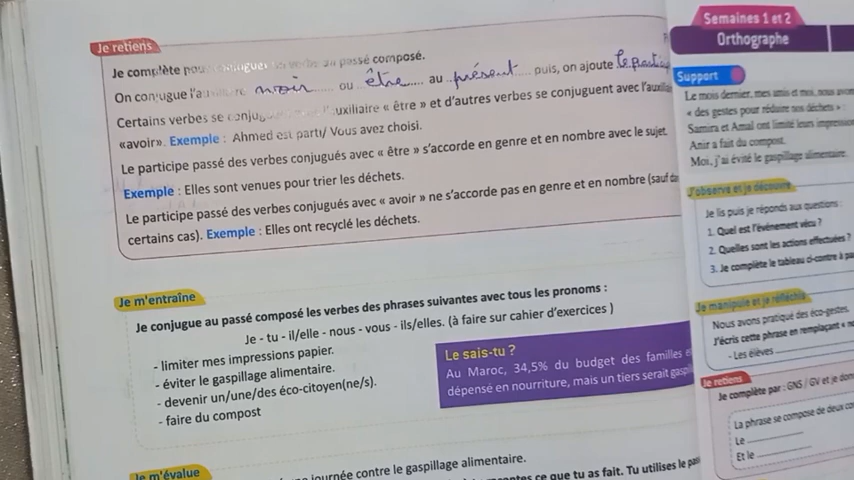 Je retiens
Je complète pour conjuguer un verbe au passé composé.
On conjugue l'auxiliaire avoir ou être au présent puis, on ajoute le
Certains verbes se conjuguent l'auxiliaire « être » et d'autres verbes se conjuguent avec l'auxiliaire
«avoir». Exemple : Ahmed est parti/ Vous avez choisi.
Le participe passé des verbes conjugués avec « être » s'accorde en genre et en nombre avec le sujet.
Exemple : Elles sont venues pour trier les déchets.
Le participe passé des verbes conjugués avec « avoir » ne s'accorde pas en genre et en nombre (sauf dans
certains cas). Exemple : Elles ont recyclé les déchets.
Je m'entraîne
Je conjugue au passé composé les verbes des phrases suivantes avec tous les pronoms :
Je - tu - il/elle - nous - vous - ils/elles. (à faire sur cahier d'exercices )
- limiter mes impressions papier.
- éviter le gaspillage alimentaire.
- devenir un/une/des éco-citoyen(ne/s).
- faire du compost
Le sais-tu ?
Au Maroc, 34,5% du budget des familles
dépensé en nourriture, mais un tiers serait gaspil
Je m'évalue
journée contre le gaspillage alimentaire.
ce que tu as fait. Tu utilises le pas
Semaines 1 et 2
Orthographe
Support
Le mois dernier, mes amis et moi, nous avon
« des gestes pour réduire nos déchets » :
Samira et Amal ont limité leurs impression
Anir a fait du compost.
Moi, j'ai évité le gaspillage alimentaire.
J'observe et je découvre
Je lis puis je réponds aux questions :
1. Quel est l'événement vécu ?
2. Quelles sont les actions effectuées ?
3. Je complète le tableau ci-contre à pa
Je manipule et je réfléchis
Nous avons pratiqué des éco-gestes.
J'écris cette phrase en remplaçant « n
- Les élèves
Je retiens
Je complète par : GNS / GV et je don
La phrase se compose de deux co
Le
Et le